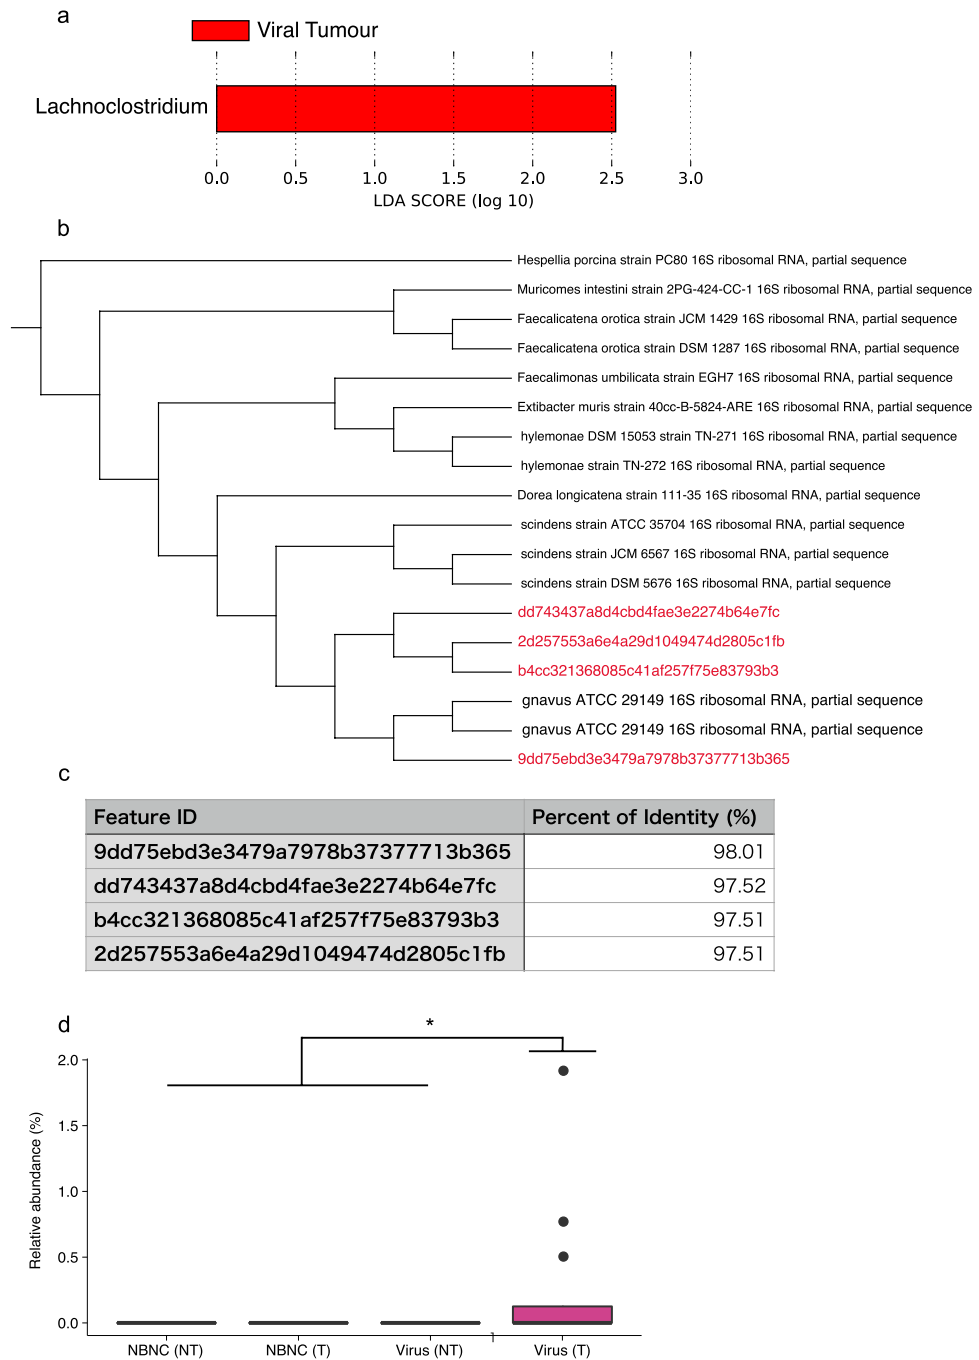 a
Viral Tumour
Lachnoclostridium
0.0 0.5 1.0 1.5 2.0 2.5 3.0
LDA SCORE (log 10)
b
Hespellia porcina strain PC80 16S ribosomal RNA, partial sequence
Muricomes intestini strain 2PG-424-CC-1 16S ribosomal RNA, partial sequence
Faecalicatena orotica strain JCM 1429 16S ribosomal RNA, partial sequence
Faecalicatena orotica strain DSM 1287 16S ribosomal RNA, partial sequence
Faecalimonas umbilicata strain EGH7 16S ribosomal RNA, partial sequence
Extibacter muris strain 40cc-B-5824-ARE 16S ribosomal RNA, partial sequence
hylemonae DSM 15053 strain TN-271 16S ribosomal RNA, partial sequence
hylemonae strain TN-272 16S ribosomal RNA, partial sequence
Dorea longicatena strain 111-35 16S ribosomal RNA, partial sequence
scindens strain ATCC 35704 16S ribosomal RNA, partial sequence
scindens strain JCM 6567 16S ribosomal RNA, partial sequence
scindens strain DSM 5676 16S ribosomal RNA, partial sequence
dd743437a8d4cbd4fae3e2274b64e7fc
2d257553a6e4a29d1049474d2805c1fb
b4cc321368085c41af257f75e83793b3
gnavus ATCC 29149 16S ribosomal RNA, partial sequence
gnavus ATCC 29149 16S ribosomal RNA, partial sequence
9dd75ebd3e3479a7978b37377713b365
c
Feature ID Percent of Identity (%)
9dd75ebd3e3479a7978b37377713b365 98.01
dd743437a8d4cbd4fae3e2274b64e7fc 97.52
b4cc321368085c41af257f75e83793b3 97.51
2d257553a6e4a29d1049474d2805c1fb 97.51
d
*
Relative abundance (%)
2.0
1.5
1.0
0.5
0.0
NBNC (NT) NBNC (T) Virus (NT) Virus (T)